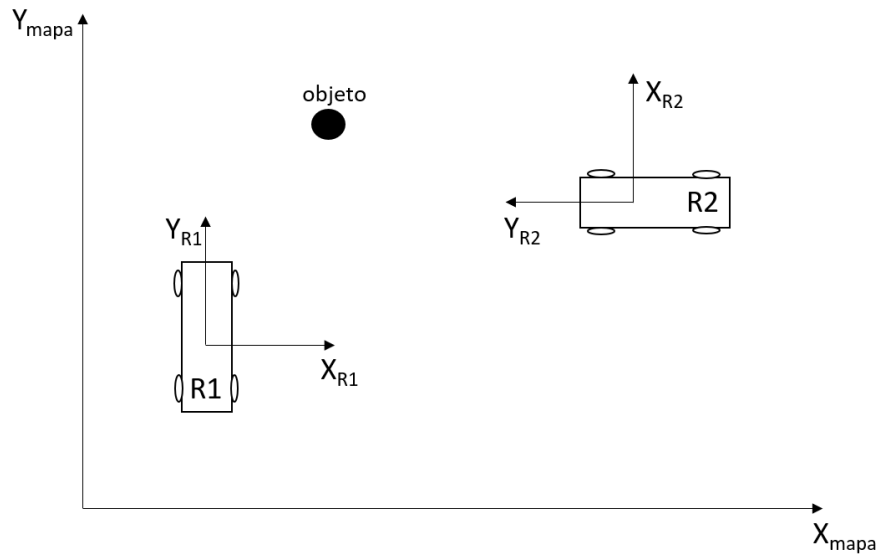 Y_mapa
objeto
X_R2
R2
Y_R1
Y_R2
X_R1
R1
X_mapa